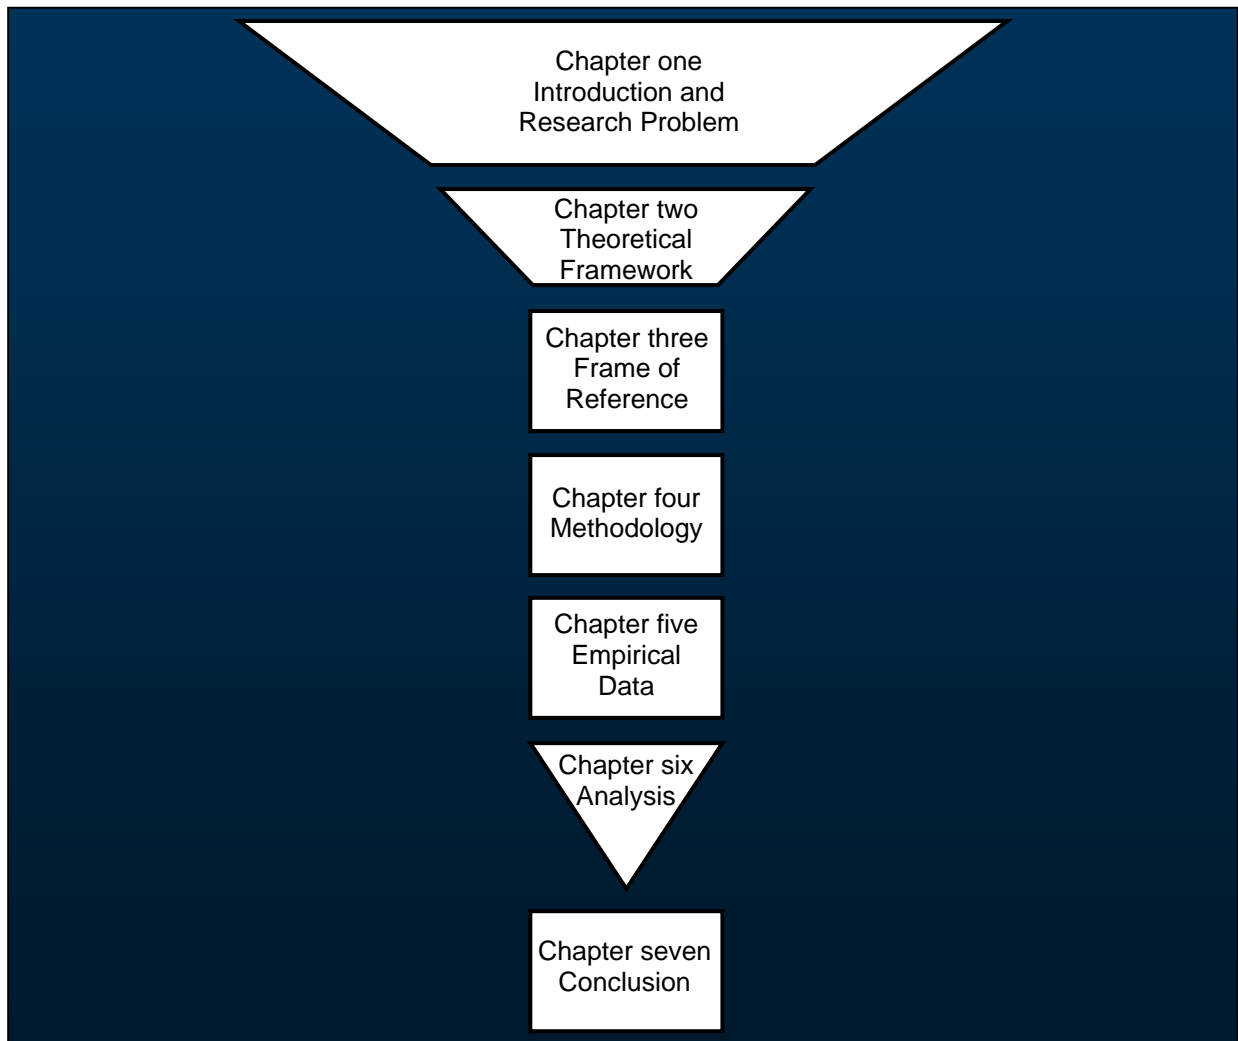 Chapter one
Introduction and
Research Problem
Chapter two
Theoretical
Framework
Chapter three
Frame of
Reference
Chapter four
Methodology
Chapter five
Empirical
Data
Chapter six
Analysis
Chapter seven
Conclusion